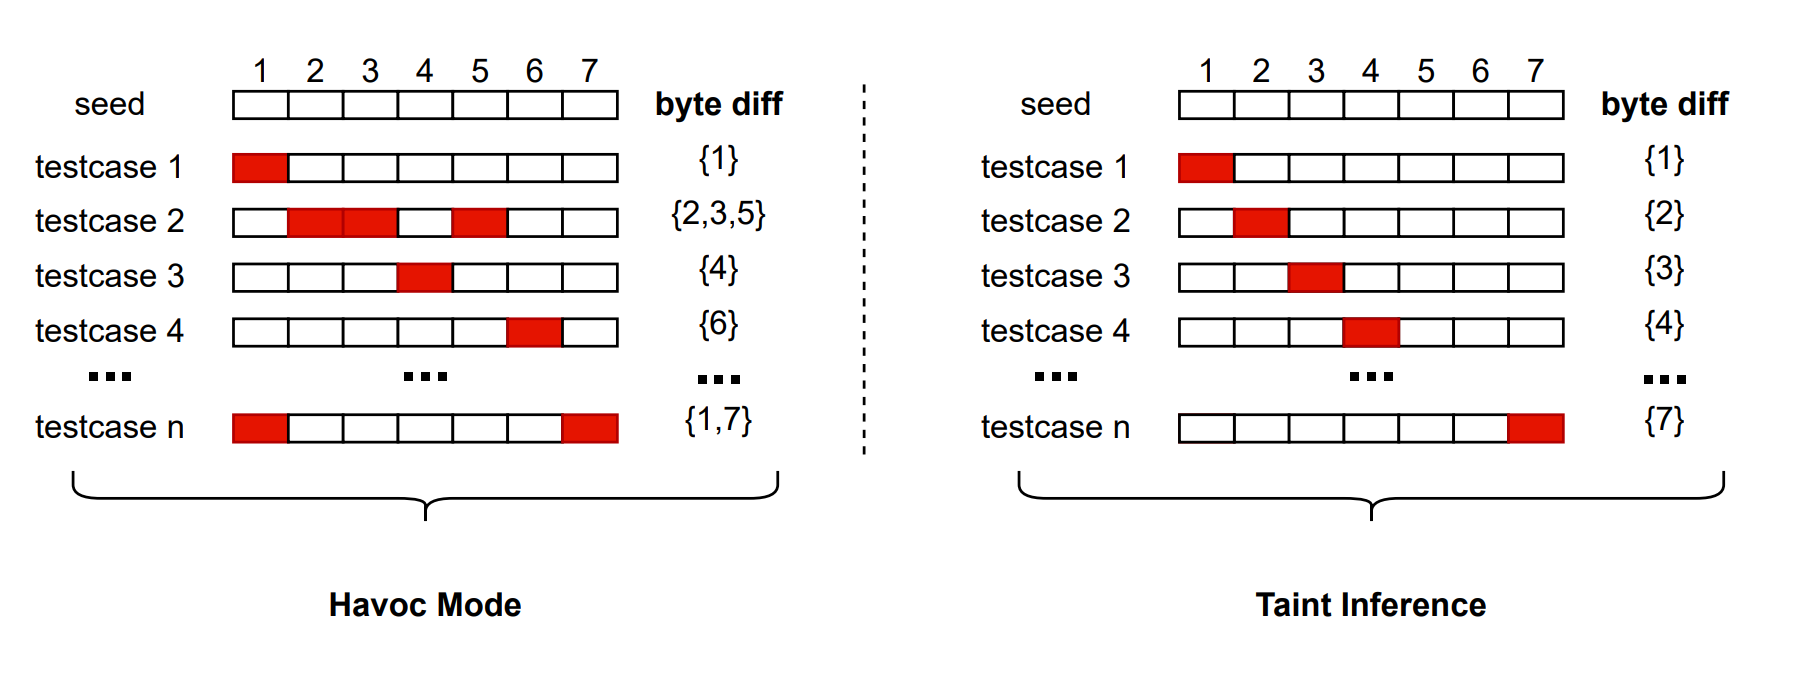 1 2 3 4 5 6 7
seed byte diff
testcase 1 {1}
testcase 2 {2,3,5}
testcase 3 {4}
testcase 4 {6}
... ... ...
testcase n {1,7}
Havoc Mode
1 2 3 4 5 6 7
seed byte diff
testcase 1 {1}
testcase 2 {2}
testcase 3 {3}
testcase 4 {4}
... ... ...
testcase n {7}
Taint Inference